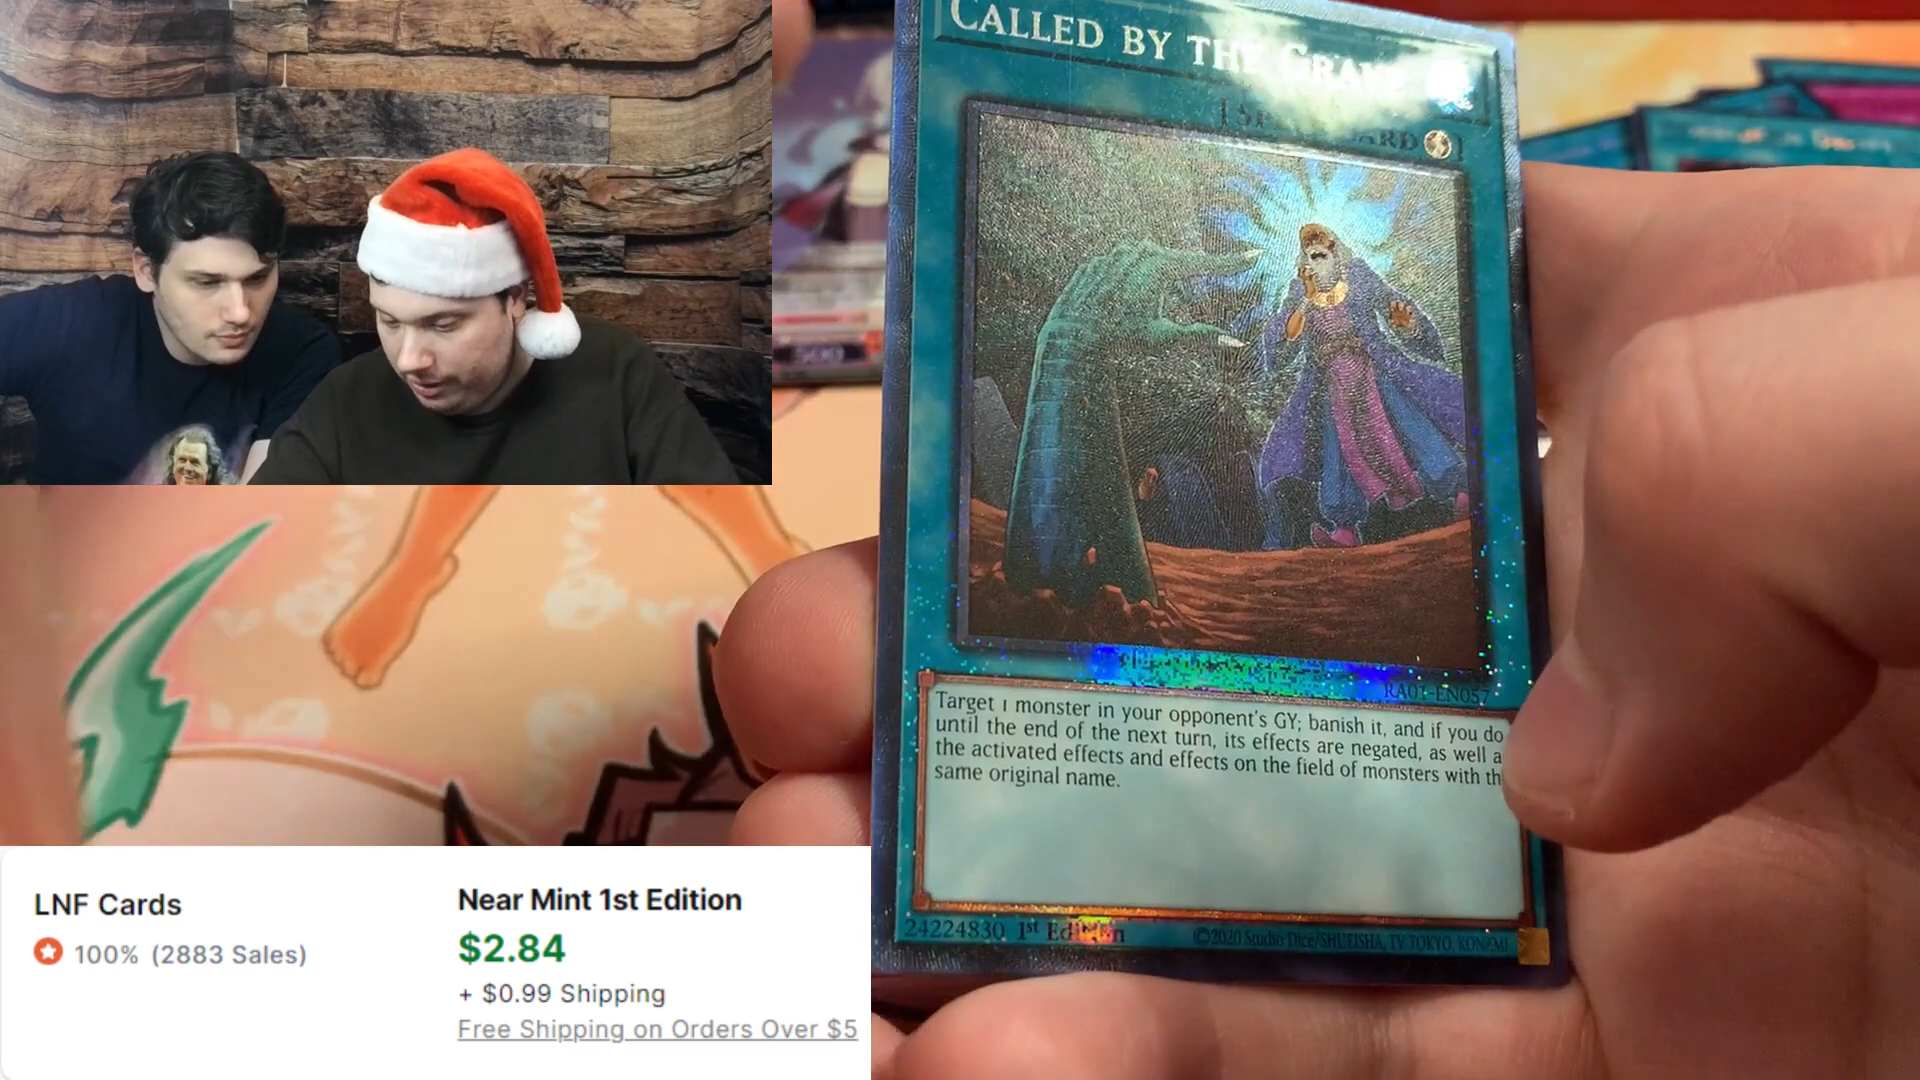 CALLED BY THE GRAVE
RA01-EN057
Target 1 monster in your opponent's GY; banish it, and if you do
until the end of the next turn, its effects are negated, as well a
the activated effects and effects on the field of monsters with th
same original name.
24224830 1st Edition
©2020 Studio Dice/SHUEISHA, TV TOKYO, KONAMI
LNF Cards
100% (2883 Sales)
Near Mint 1st Edition
$2.84
+ $0.99 Shipping
Free Shipping on Orders Over $5